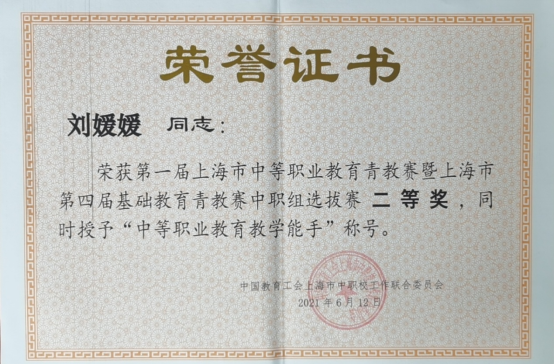 荣誉证书
刘媛媛 同志：
荣获第一届上海市中等职业教育青教赛暨上海市
第四届基础教育青教赛中职组选拔赛 二等奖，同
时授予“中等职业教育教学能手”称号。
中国教育工会上海市中职校工作联合委员会
2021年6月12日